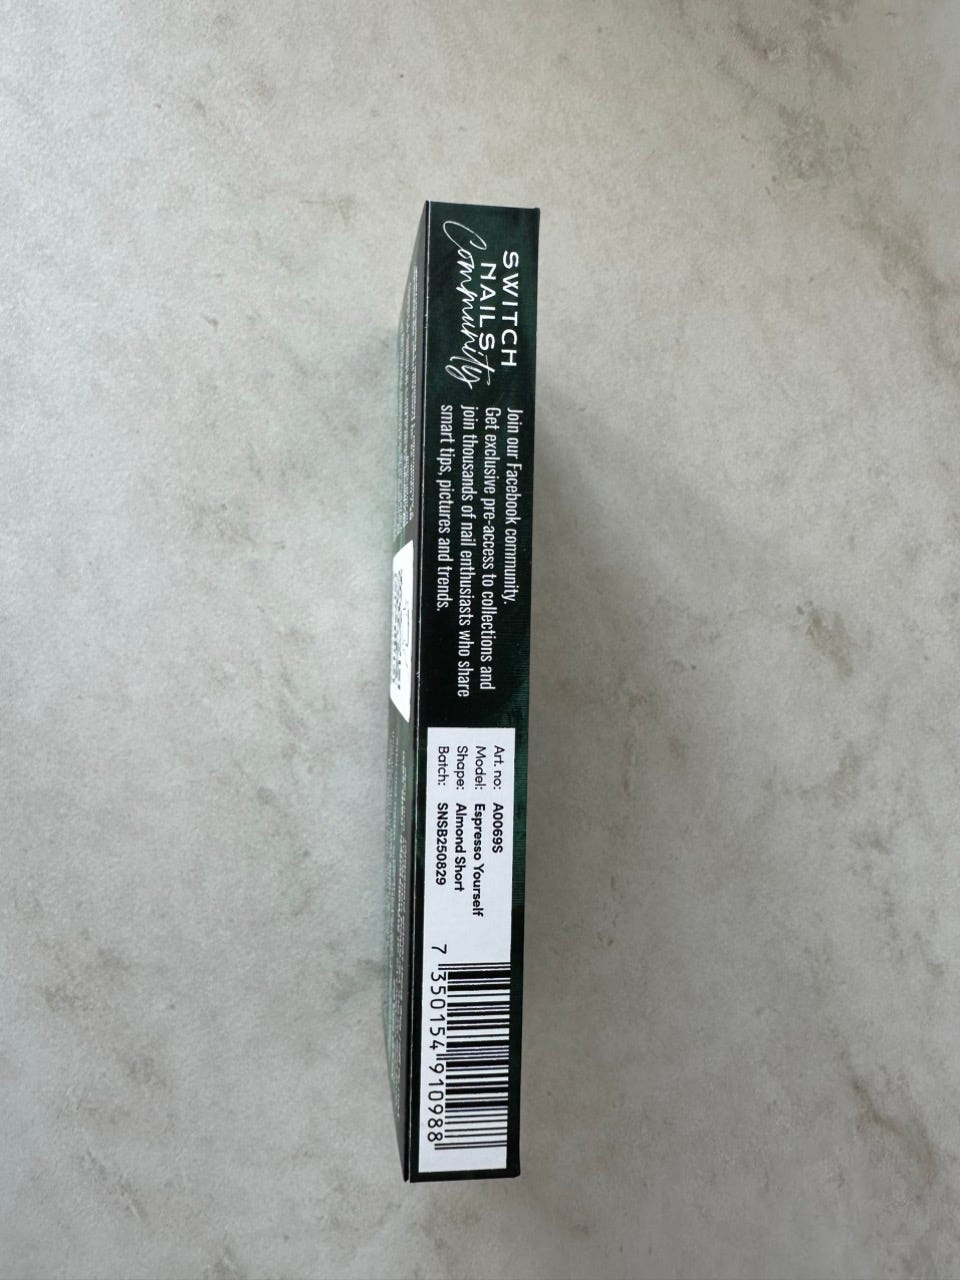 SWITCH
NAILS
Community
Join our Facebook community.
Get exclusive pre-access to collections and
join thousands of nail enthusiasts who share
smart tips, pictures and trends.
Art. no: A0069S
Model: Espresso Yourself
Shape: Almond Short
Batch: SNSB250829
7 350154 910988